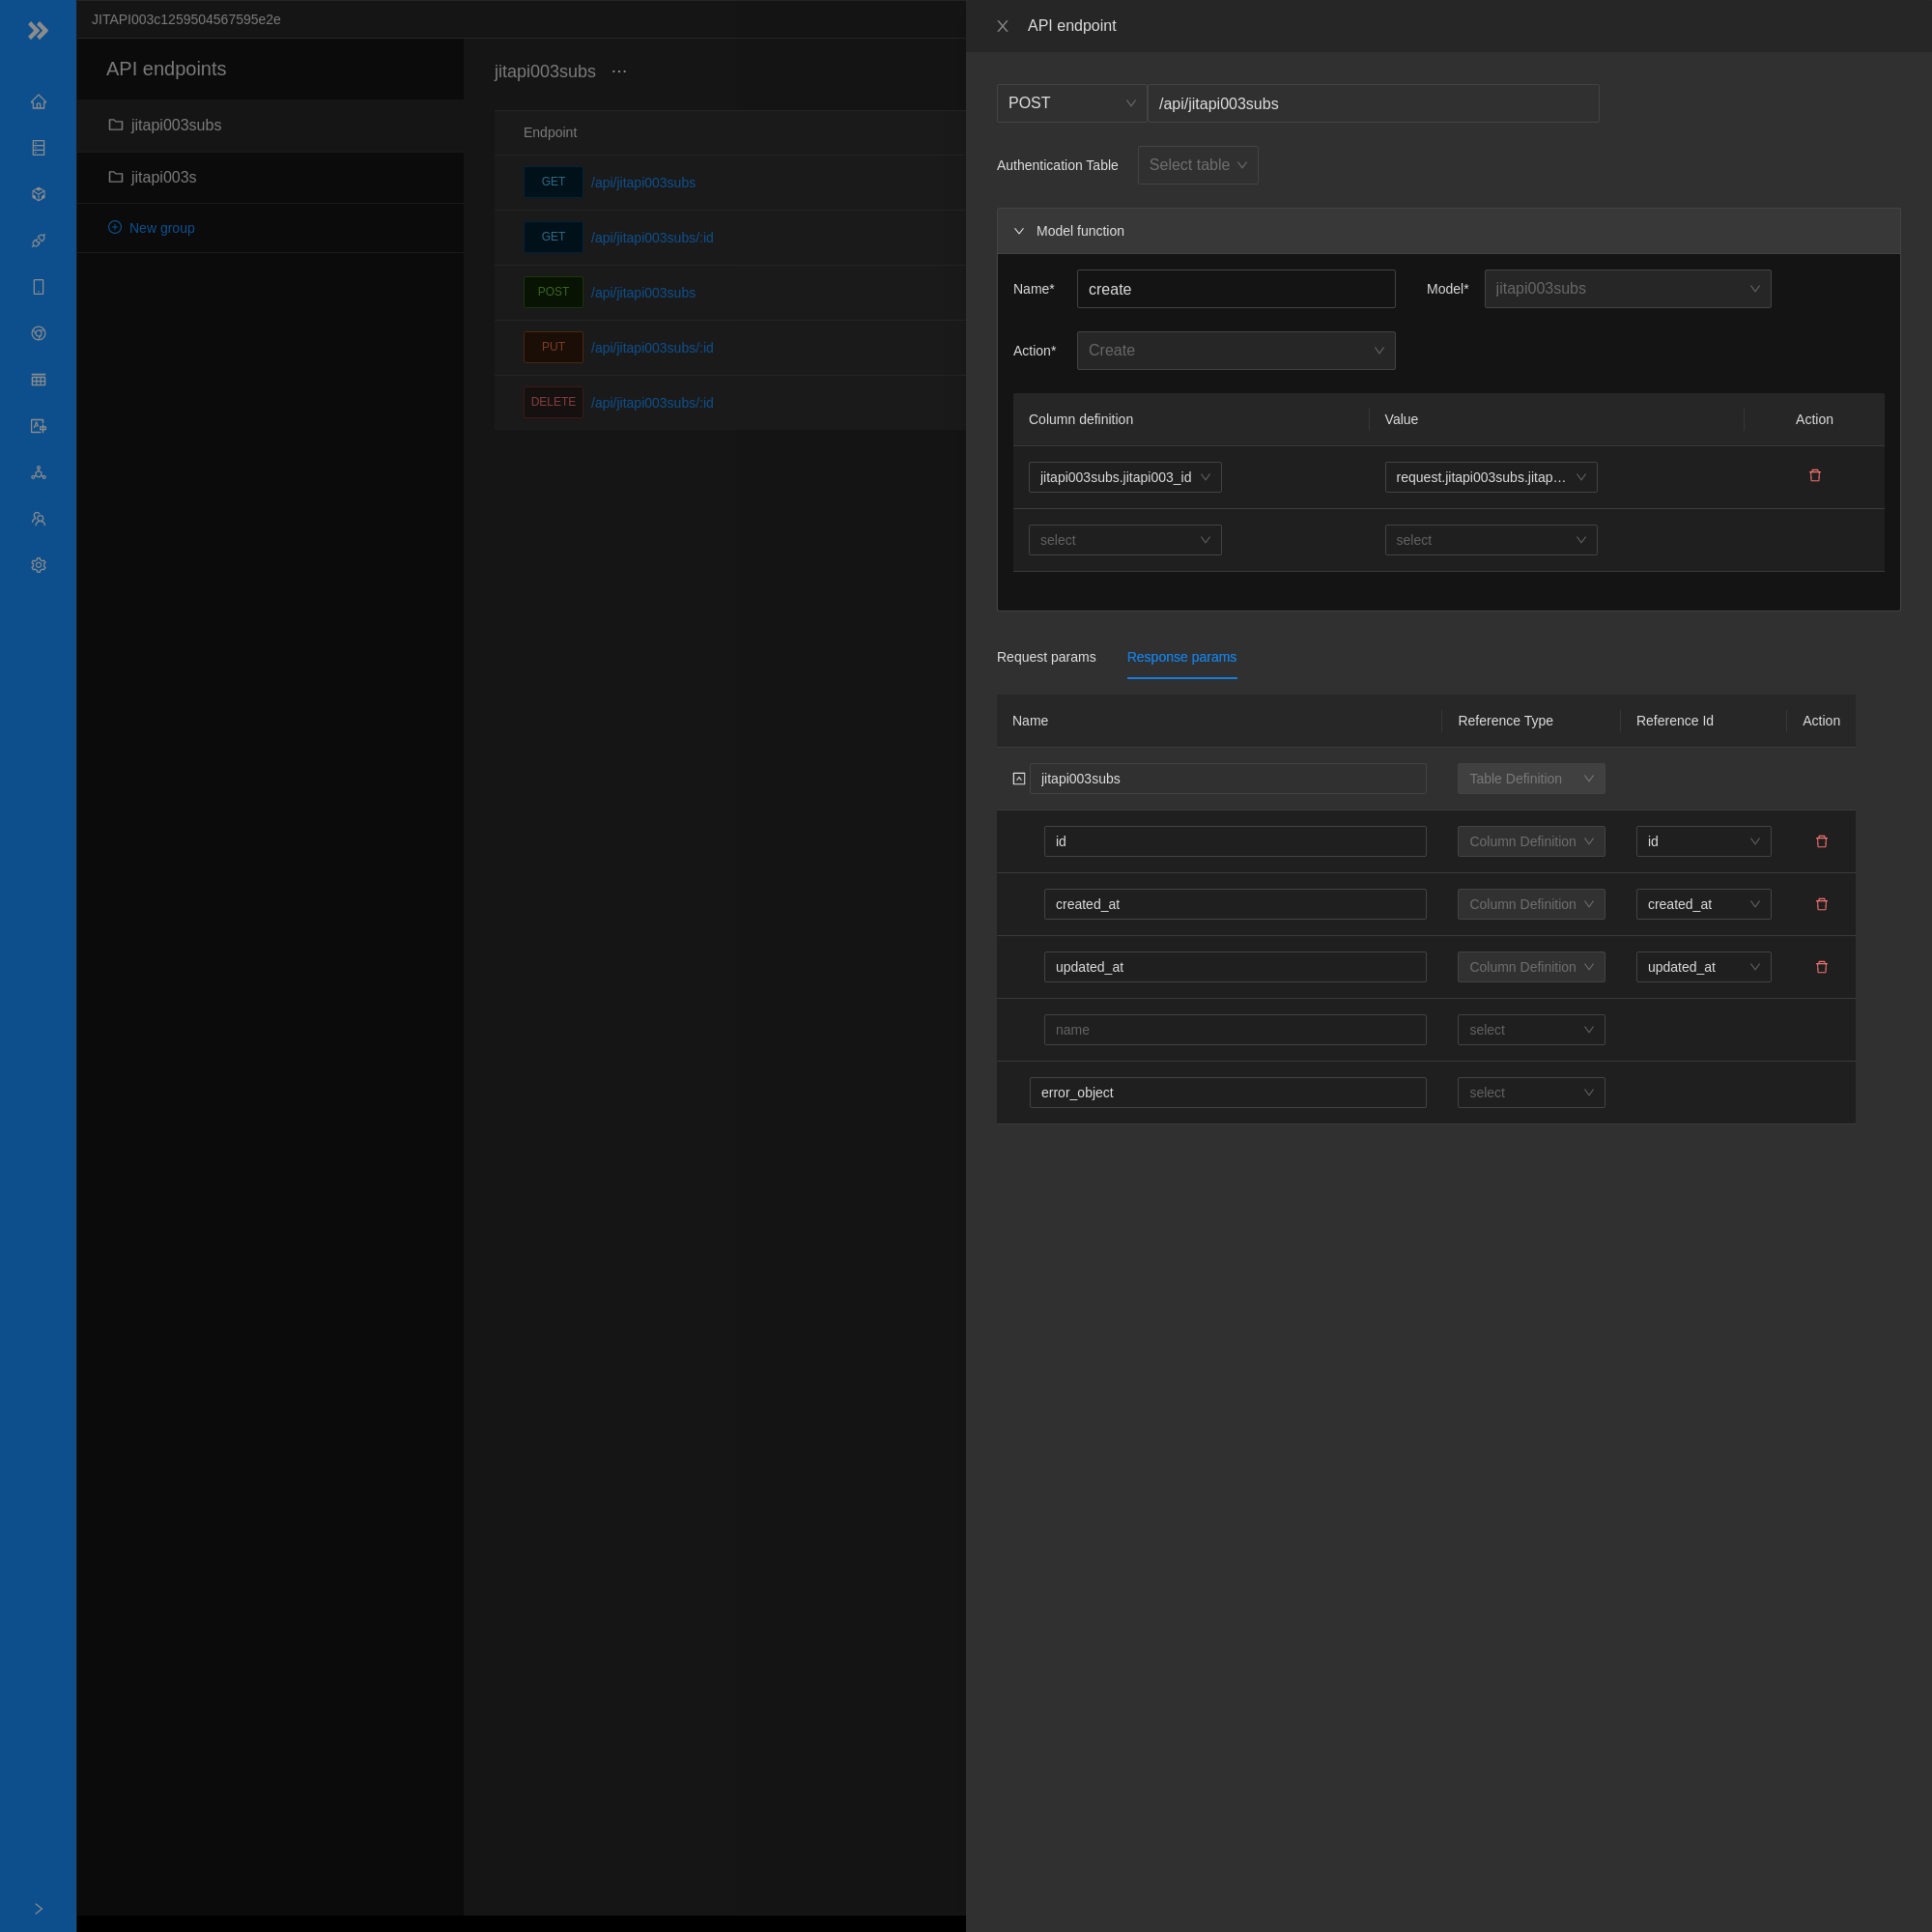 JITAPI003c1259504567595e2e
API endpoints
jitapi003subs
jitapi003s
New group
jitapi003subs ···
Endpoint
GET /api/jitapi003subs
GET /api/jitapi003subs/:id
POST /api/jitapi003subs
PUT /api/jitapi003subs/:id
DELETE /api/jitapi003subs/:id
API endpoint
POST /api/jitapi003subs
Authentication Table Select table
Model function
Name* create Model* jitapi003subs
Action* Create
Column definition Value Action
jitapi003subs.jitapi003_id request.jitapi003subs.jitap...
select select
Request params Response params
Name Reference Type Reference Id Action
jitapi003subs Table Definition
id Column Definition id
created_at Column Definition created_at
updated_at Column Definition updated_at
name select
error_object select